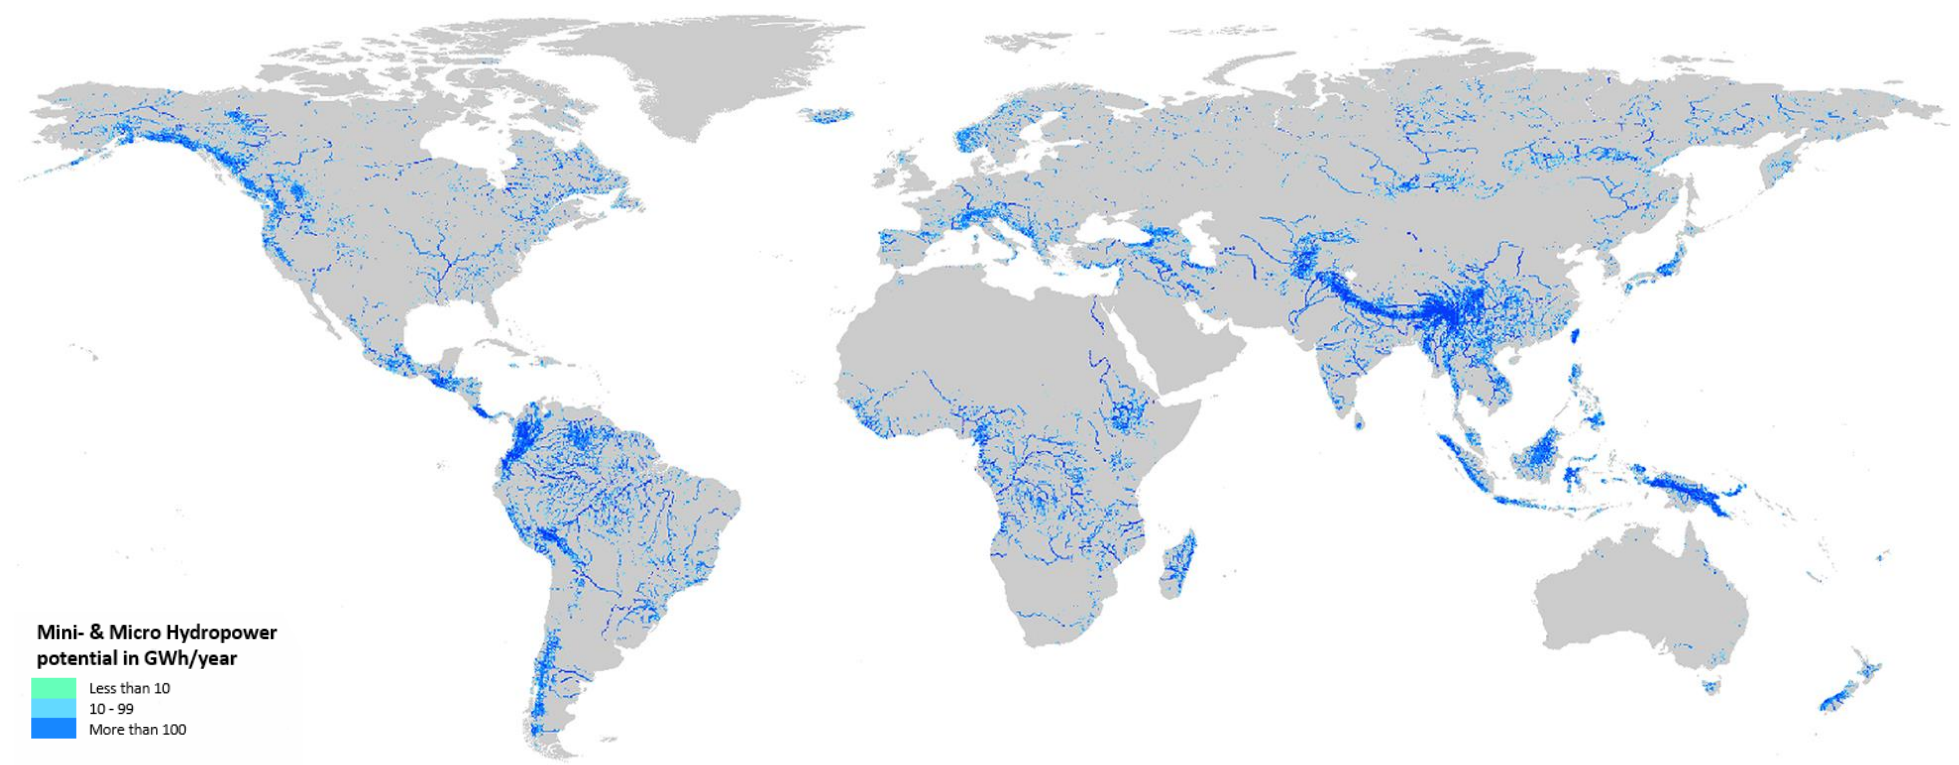 Mini- & Micro Hydropower
potential in GWh/year
Less than 10
10 - 99
More than 100